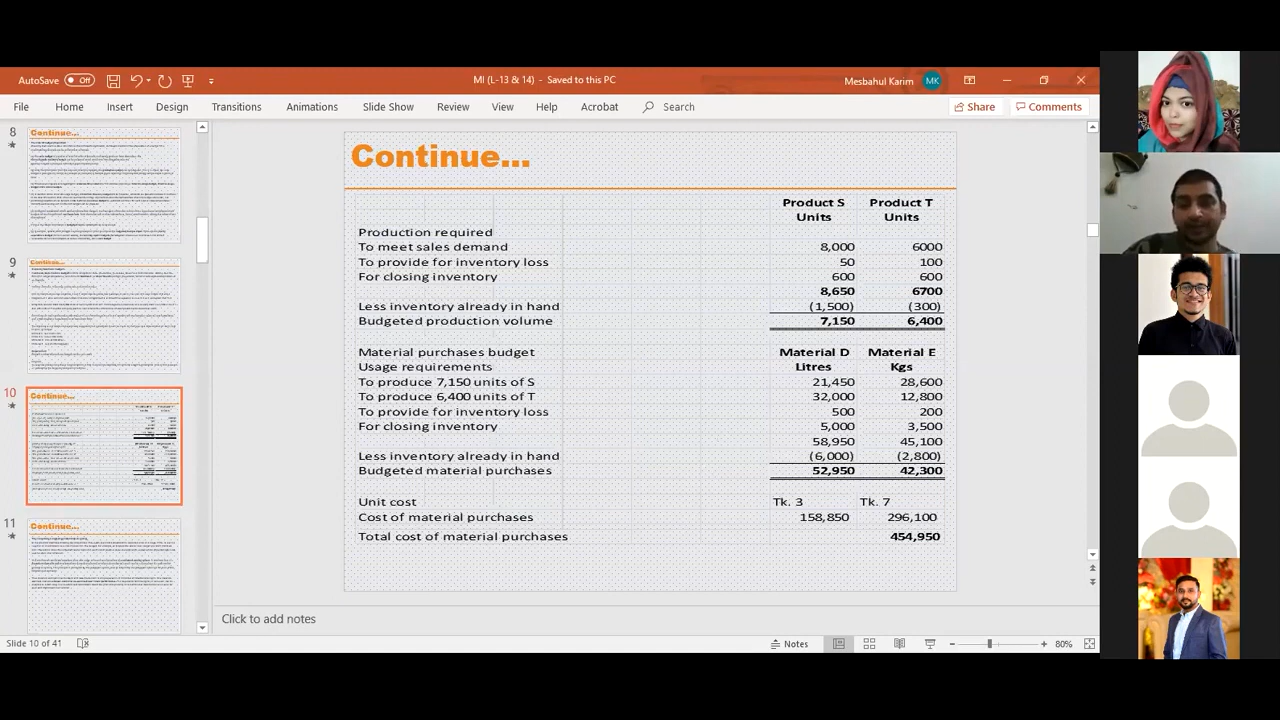 AutoSave Off
MI (L-13 & 14) - Saved to this PC
Mesbahul Karim MK
File Home Insert Design Transitions Animations Slide Show Review View Help Acrobat Search Share Comments
8
Continue...
9
Continue...
10
Continue...
11
Continue...
Continue...
Product S Product T
Units Units
Production required
To meet sales demand 8,000 6000
To provide for inventory loss 50 100
For closing inventory 600 600
8,650 6700
Less inventory already in hand (1,500) (300)
Budgeted production volume 7,150 6,400
Material purchases budget Material D Material E
Usage requirements Litres Kgs
To produce 7,150 units of S 21,450 28,600
To produce 6,400 units of T 32,000 12,800
To provide for inventory loss 500 200
For closing inventory 5,000 3,500
58,950 45,100
Less inventory already in hand (6,000) (2,800)
Budgeted material purchases 52,950 42,300
Unit cost Tk. 3 Tk. 7
Cost of material purchases 158,850 296,100
Total cost of material purchases 454,950
Click to add notes
Slide 10 of 41 Notes 80%